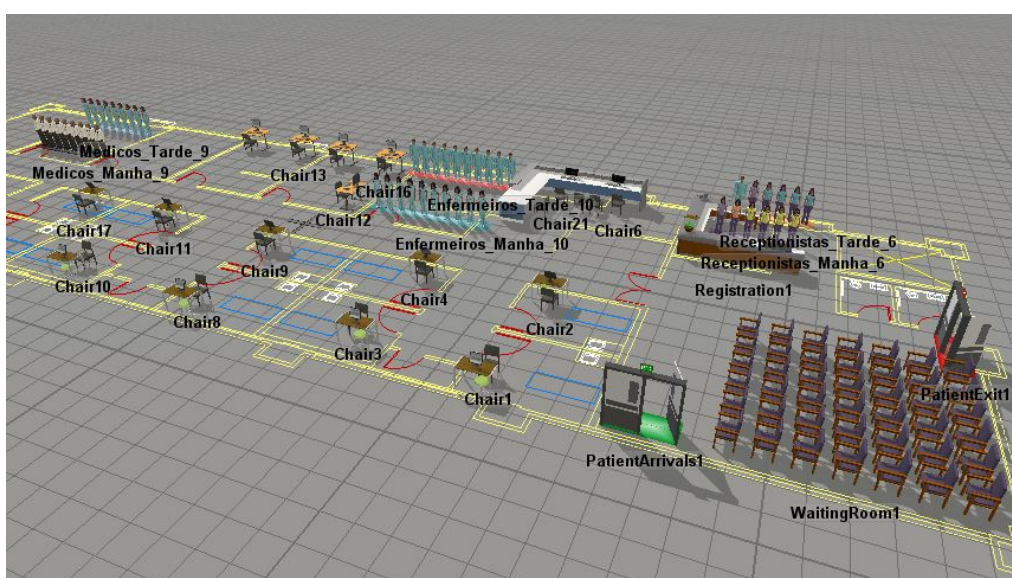 Medicos_Tarde_9
Medicos_Manha_9
Chair13
Chair16
Enfermeiros_Tarde_10
Chair12
Chair21
Chair6
Chair17
Chair11
Enfermeiros_Manha_10
Receptionistas_Tarde_6
Receptionistas_Manha_6
Chair9
Chair10
Chair4
Registration1
Chair8
Chair2
Chair3
Chair1
PatientExit1
PatientArrivals1
WaitingRoom1